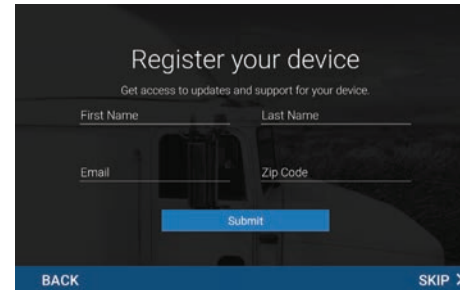 Register your device
Get access to updates and support for your device.
First Name Last Name
Email Zip Code
Submit
BACK SKIP >